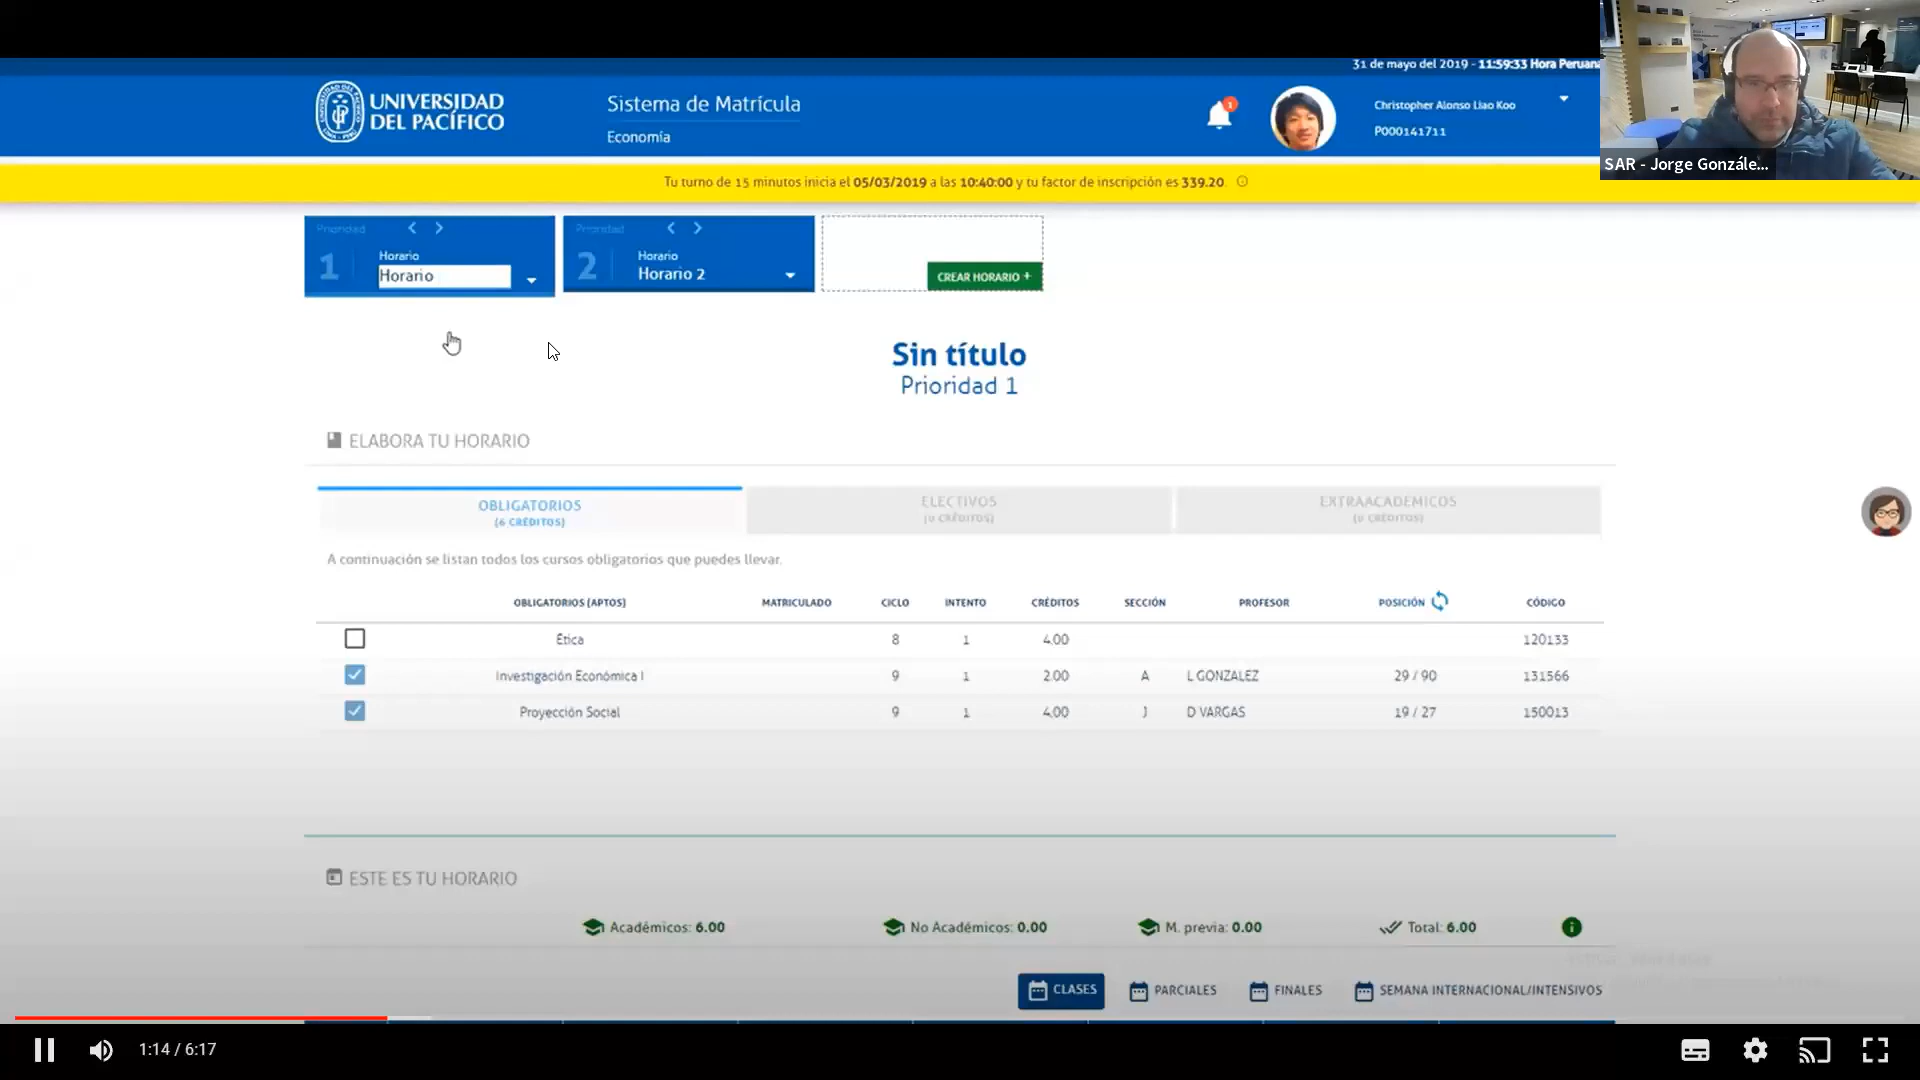 31 de mayo del 2019 - 11:59:33 Hora Peruana
UNIVERSIDAD
DEL PACÍFICO
Sistema de Matrícula
Economía
1
Christopher Alonso Liao Koo
P000141711
SAR - Jorge Gonzále...
Tu turno de 15 minutos inicia el 05/03/2019 a las 10:40:00 y tu factor de inscripción es 339.20
Prioridad
1
Horario
Horario
Prioridad
2
Horario
Horario 2
CREAR HORARIO +
Sin título
Prioridad 1
ELABORA TU HORARIO
OBLIGATORIOS
(6 CRÉDITOS)
ELECTIVOS
(0 CRÉDITOS)
EXTRAACADEMICOS
(0 CRÉDITOS)
A continuación se listan todos los cursos obligatorios que puedes llevar.
OBLIGATORIOS (APTOS) MATRICULADO CICLO INTENTO CRÉDITOS SECCIÓN PROFESOR POSICIÓN CÓDIGO
Ética 8 1 4.00 120133
Investigación Económica I 9 1 2.00 A L GONZALEZ 29 / 90 131566
Proyección Social 9 1 4.00 J D VARGAS 19 / 27 150013
ESTE ES TU HORARIO
Académicos: 6.00 No Académicos: 0.00 M. previa: 0.00 Total: 6.00
CLASES PARCIALES FINALES SEMANA INTERNACIONAL/INTENSIVOS
1:14 / 6:17